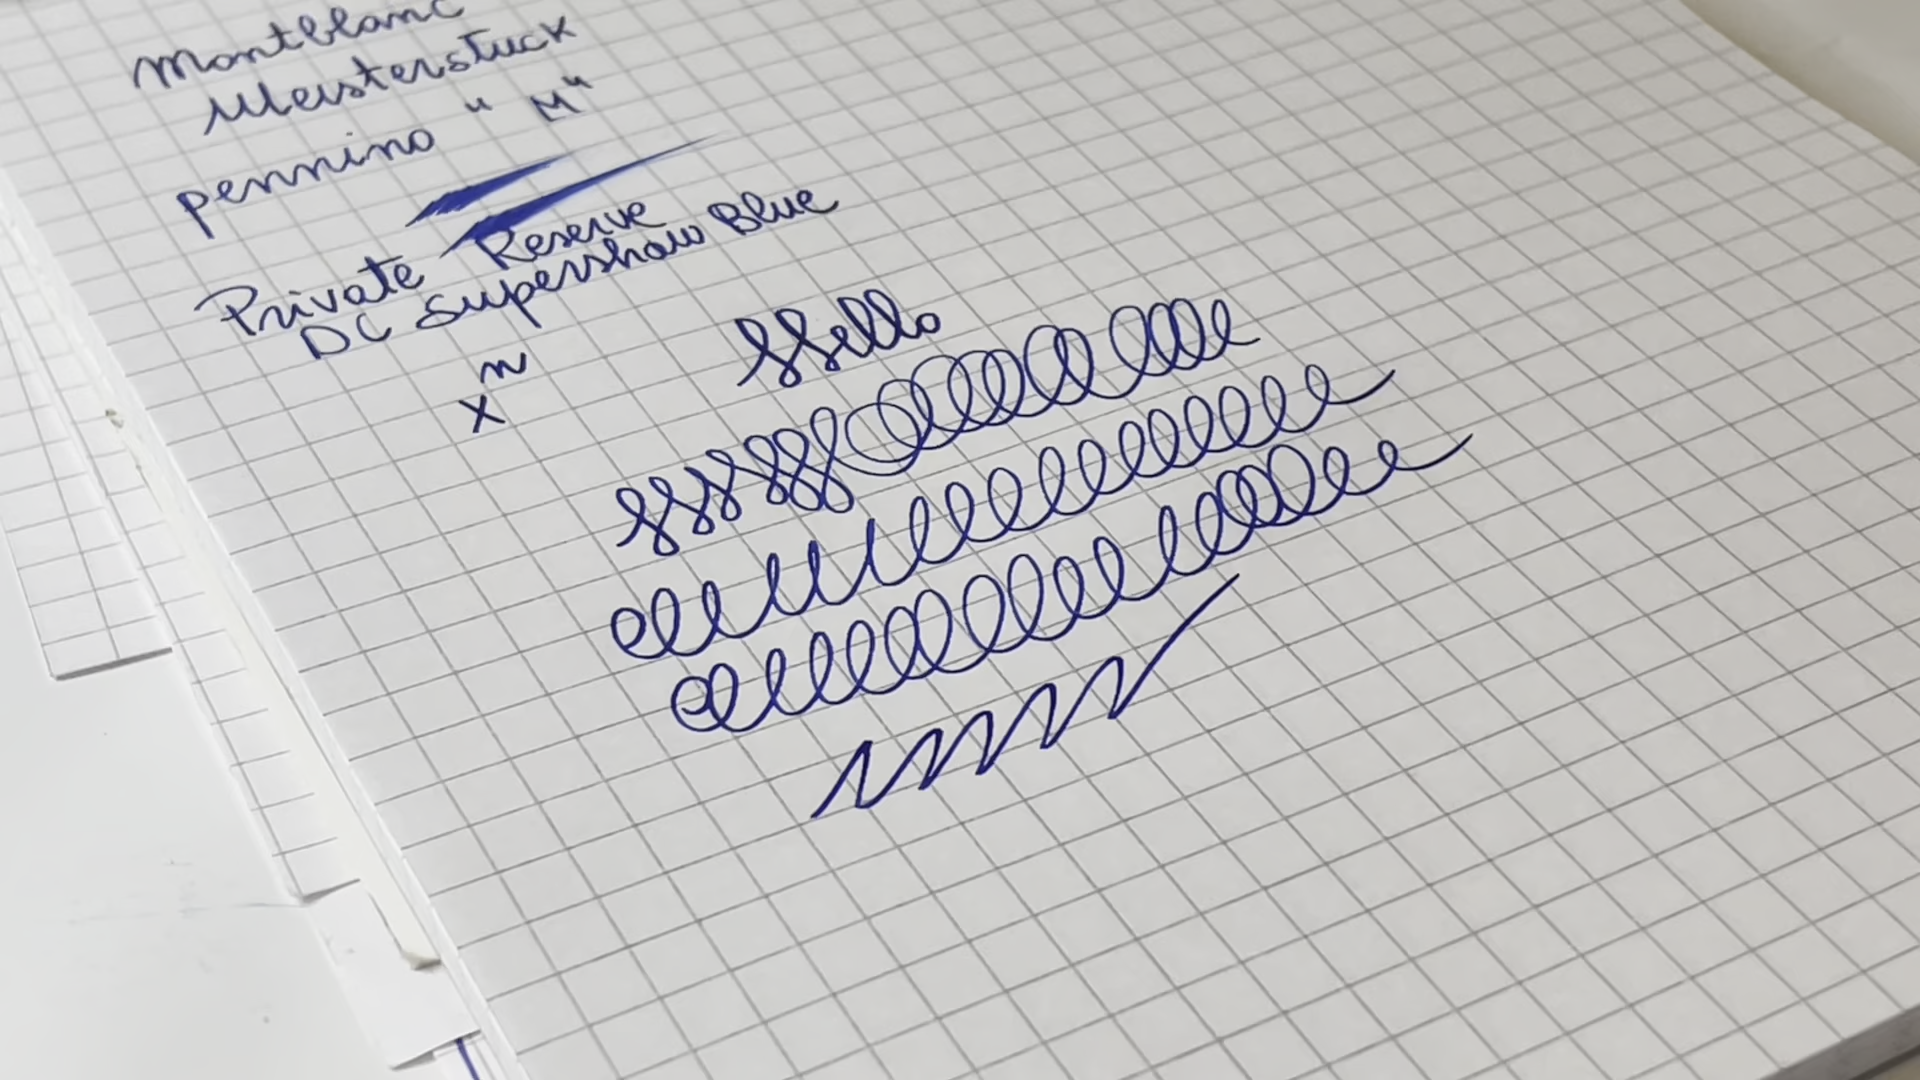 Montblanc
Meisterstuck
pennino "M"
Private Reserve
DC Supershow Blue
m
x
Hello